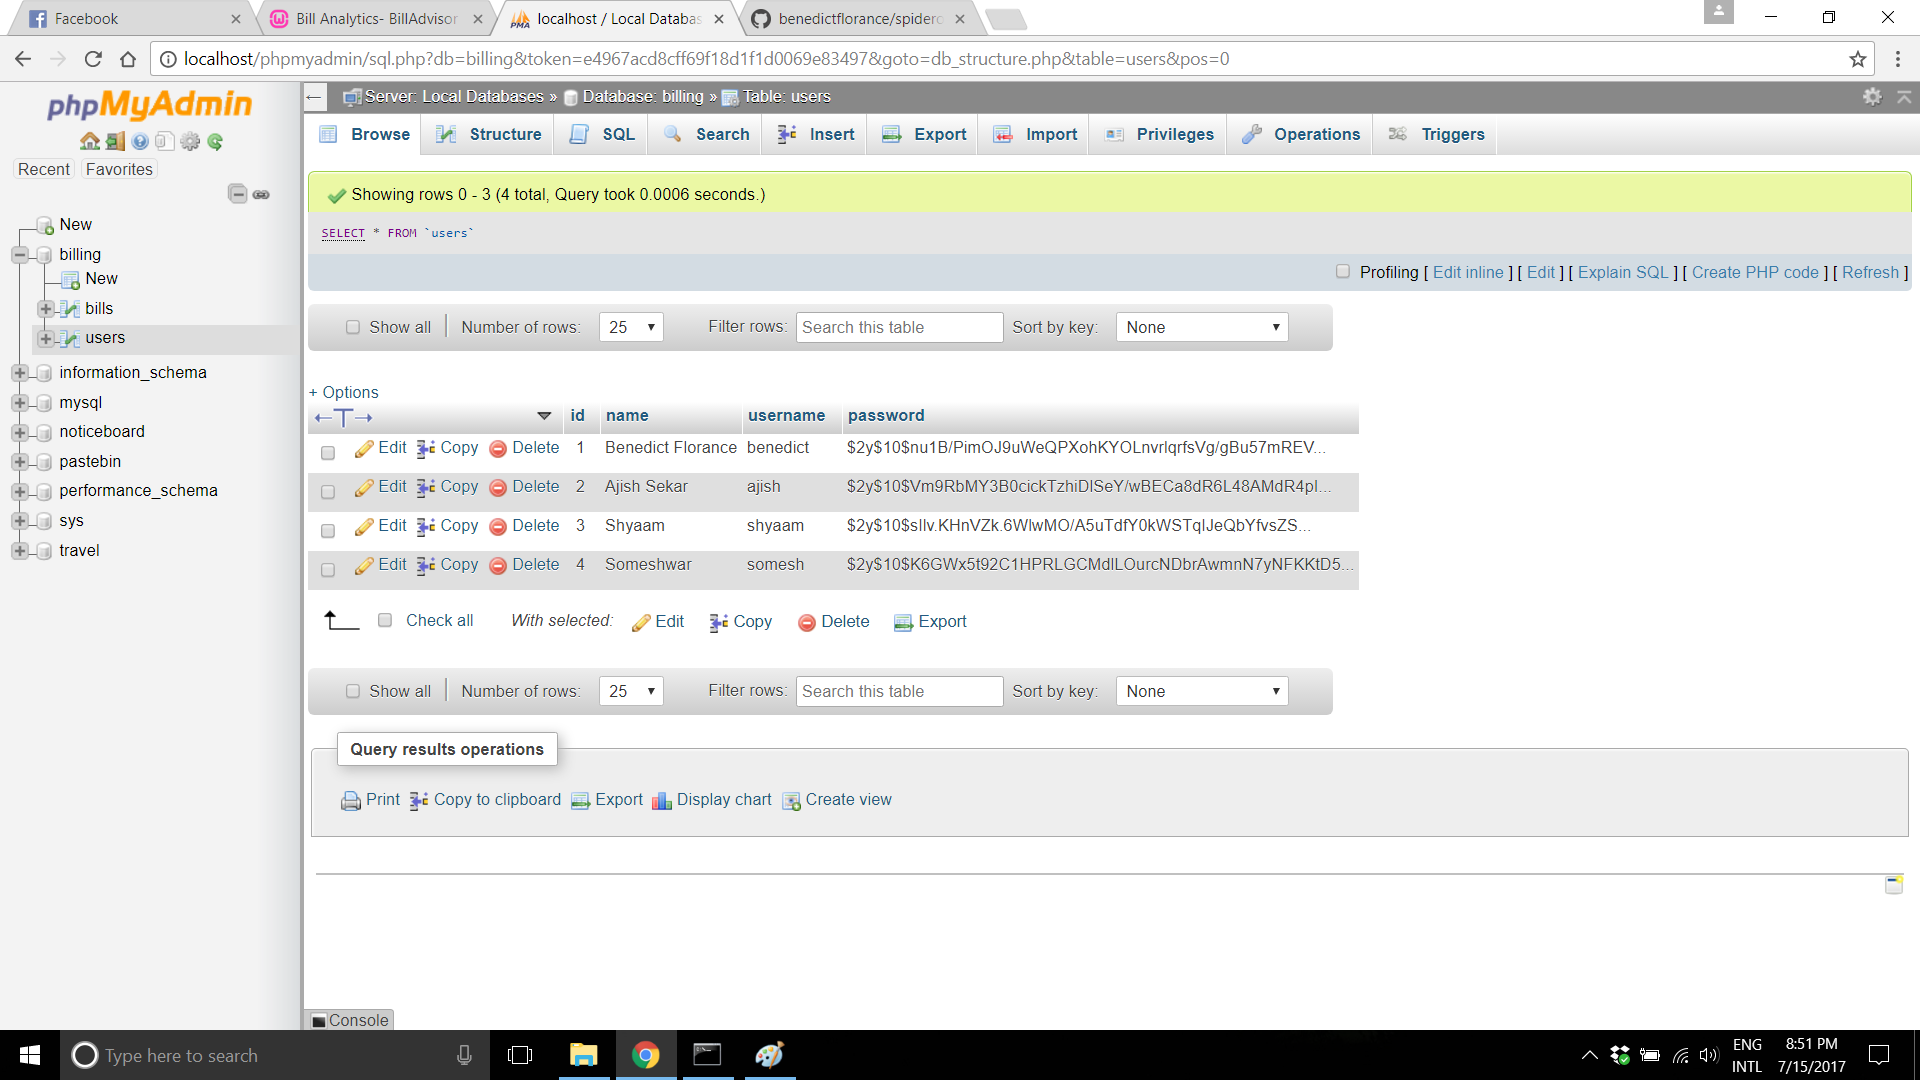 Facebook
Bill Analytics- BillAdvisor
localhost / Local Databas
benedictflorance/spider
localhost/phpmyadmin/sql.php?db=billing&token=e4967acd8cff69f18d1f1d0069e83497&goto=db_structure.php&table=users&pos=0
phpMyAdmin
Recent Favorites
New
billing
New
bills
users
information_schema
mysql
noticeboard
pastebin
performance_schema
sys
travel
Server: Local Databases » Database: billing » Table: users
Browse Structure SQL Search Insert Export Import Privileges Operations Triggers
Showing rows 0 - 3 (4 total, Query took 0.0006 seconds.)
SELECT * FROM `users`
Profiling [ Edit inline ] [ Edit ] [ Explain SQL ] [ Create PHP code ] [ Refresh ]
Show all Number of rows: 25 Filter rows: Search this table Sort by key: None
+ Options
id name username password
Edit Copy Delete 1 Benedict Florance benedict $2y$10$nu1B/PimOJ9uWeQPXohKYOLnvrlqrfsVg/gBu57mREV...
Edit Copy Delete 2 Ajish Sekar ajish $2y$10$Vm9RbMY3B0cickTzhiDlSeY/wBECa8dR6L48AMdR4pl...
Edit Copy Delete 3 Shyaam shyaam $2y$10$sllv.KHnVZk.6WlwMO/A5uTdfY0kWSTqlJeQbYfvsZS...
Edit Copy Delete 4 Someshwar somesh $2y$10$K6GWx5t92C1HPRLGCMdlLOurcNDbrAwmnN7yNFKKtD5...
Check all With selected: Edit Copy Delete Export
Show all Number of rows: 25 Filter rows: Search this table Sort by key: None
Query results operations
Print Copy to clipboard Export Display chart Create view
Console
Type here to search
ENG
INTL
8:51 PM
7/15/2017